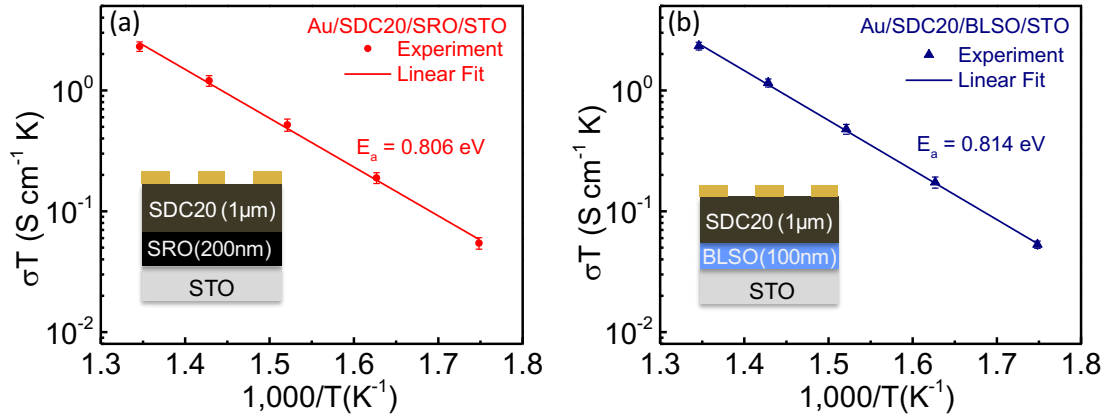 (a)
Au/SDC20/SRO/STO
Experiment
Linear Fit
Eₐ = 0.806 eV
SDC20 (1μm)
SRO(200nm)
STO
σT (S cm⁻¹ K)
10⁰
10⁻¹
10⁻²
1.3 1.4 1.5 1.6 1.7 1.8
1,000/T(K⁻¹)
(b)
Au/SDC20/BLSO/STO
Experiment
Linear Fit
Eₐ = 0.814 eV
SDC20 (1μm)
BLSO(100nm)
STO
σT (S cm⁻¹ K)
10⁰
10⁻¹
10⁻²
1.3 1.4 1.5 1.6 1.7 1.8
1,000/T(K⁻¹)